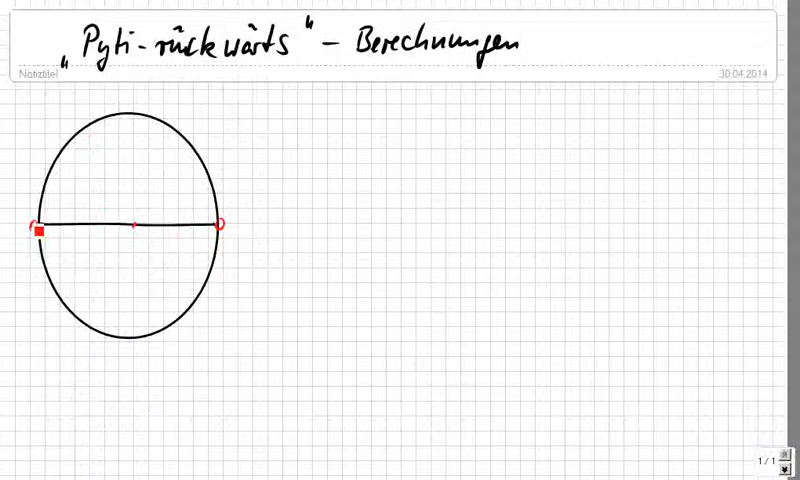 „Pyti-rückwärts" - Berechnungen
Notiztitel
30.04.2014
1 / 1